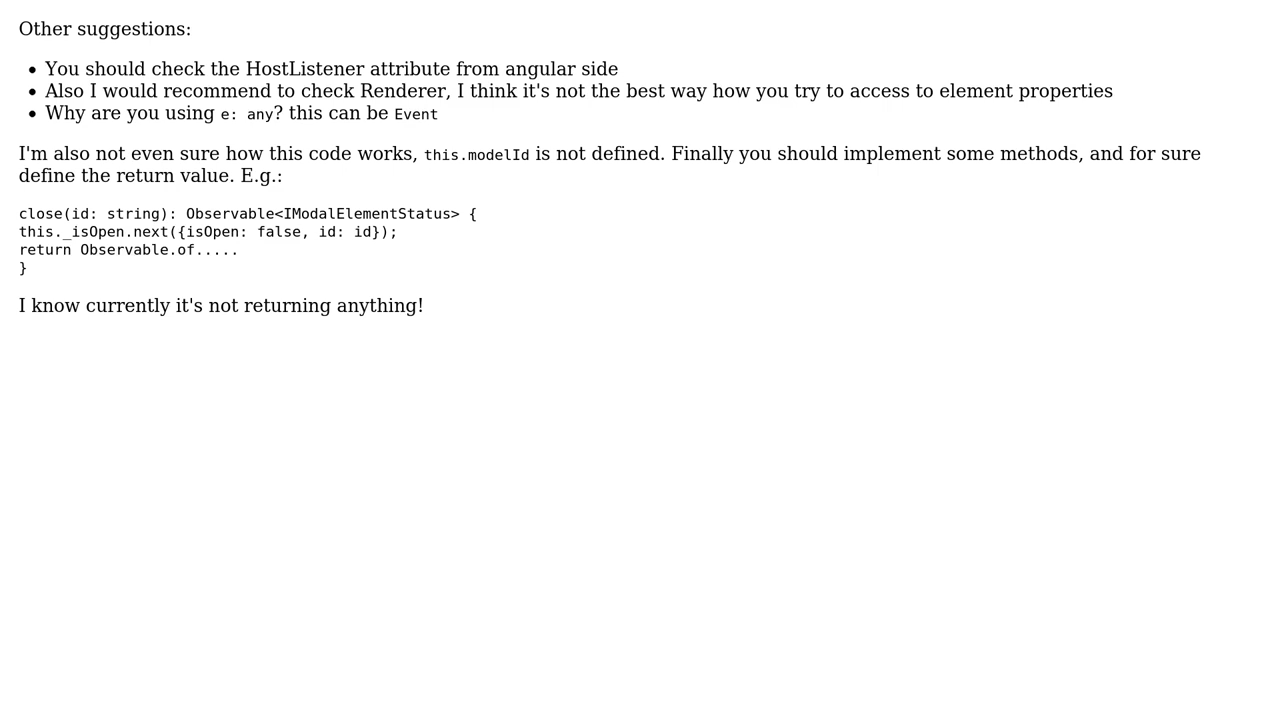 Other suggestions:
• You should check the HostListener attribute from angular side
• Also I would recommend to check Renderer, I think it's not the best way how you try to access to element properties
• Why are you using e: any? this can be Event
I'm also not even sure how this code works, this.modelId is not defined. Finally you should implement some methods, and for sure
define the return value. E.g.:
close(id: string): Observable<IModalElementStatus> {
this._isOpen.next({isOpen: false, id: id});
return Observable.of.....
}
I know currently it's not returning anything!